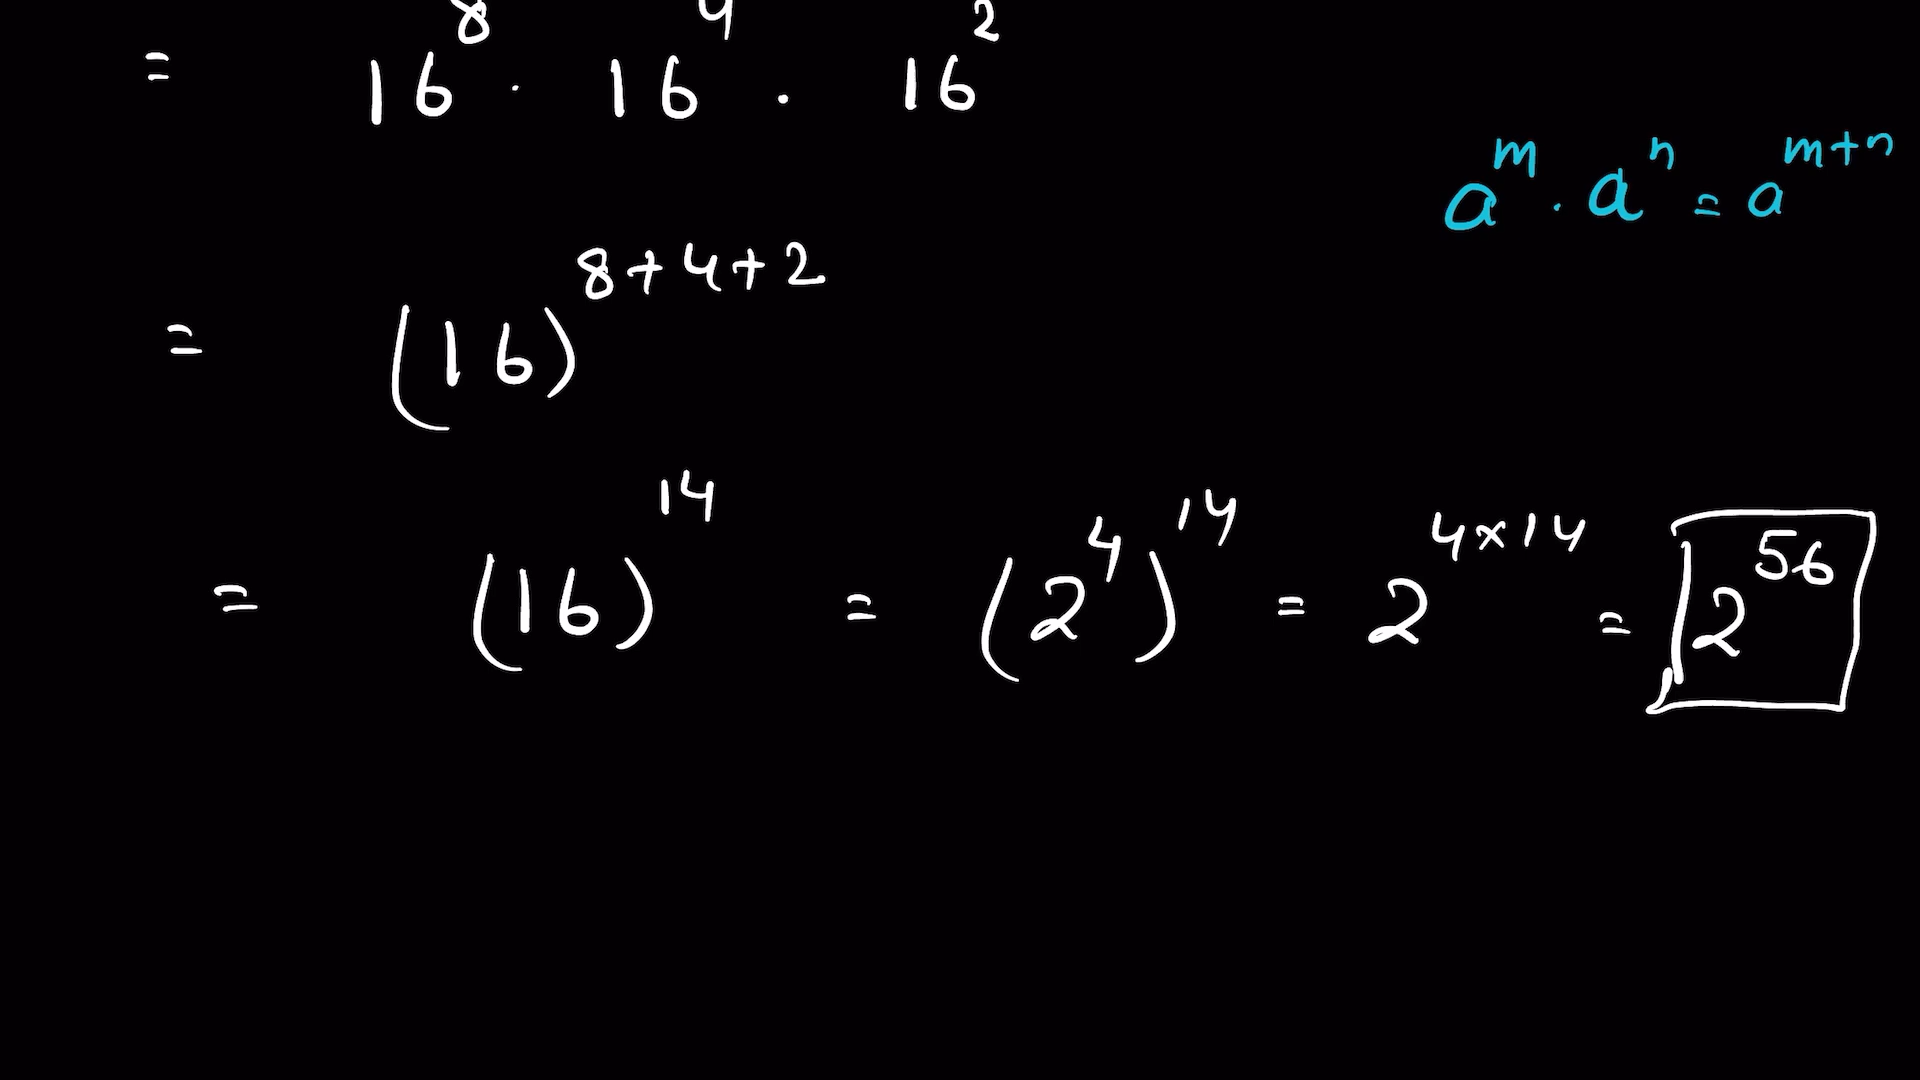 = 16^8 · 16^4 · 16^2
a^m · a^n = a^{m+n}
= (16)^{8+4+2}
= (16)^{14} = (2^4)^{14} = 2^{4×14} = 2^{56}